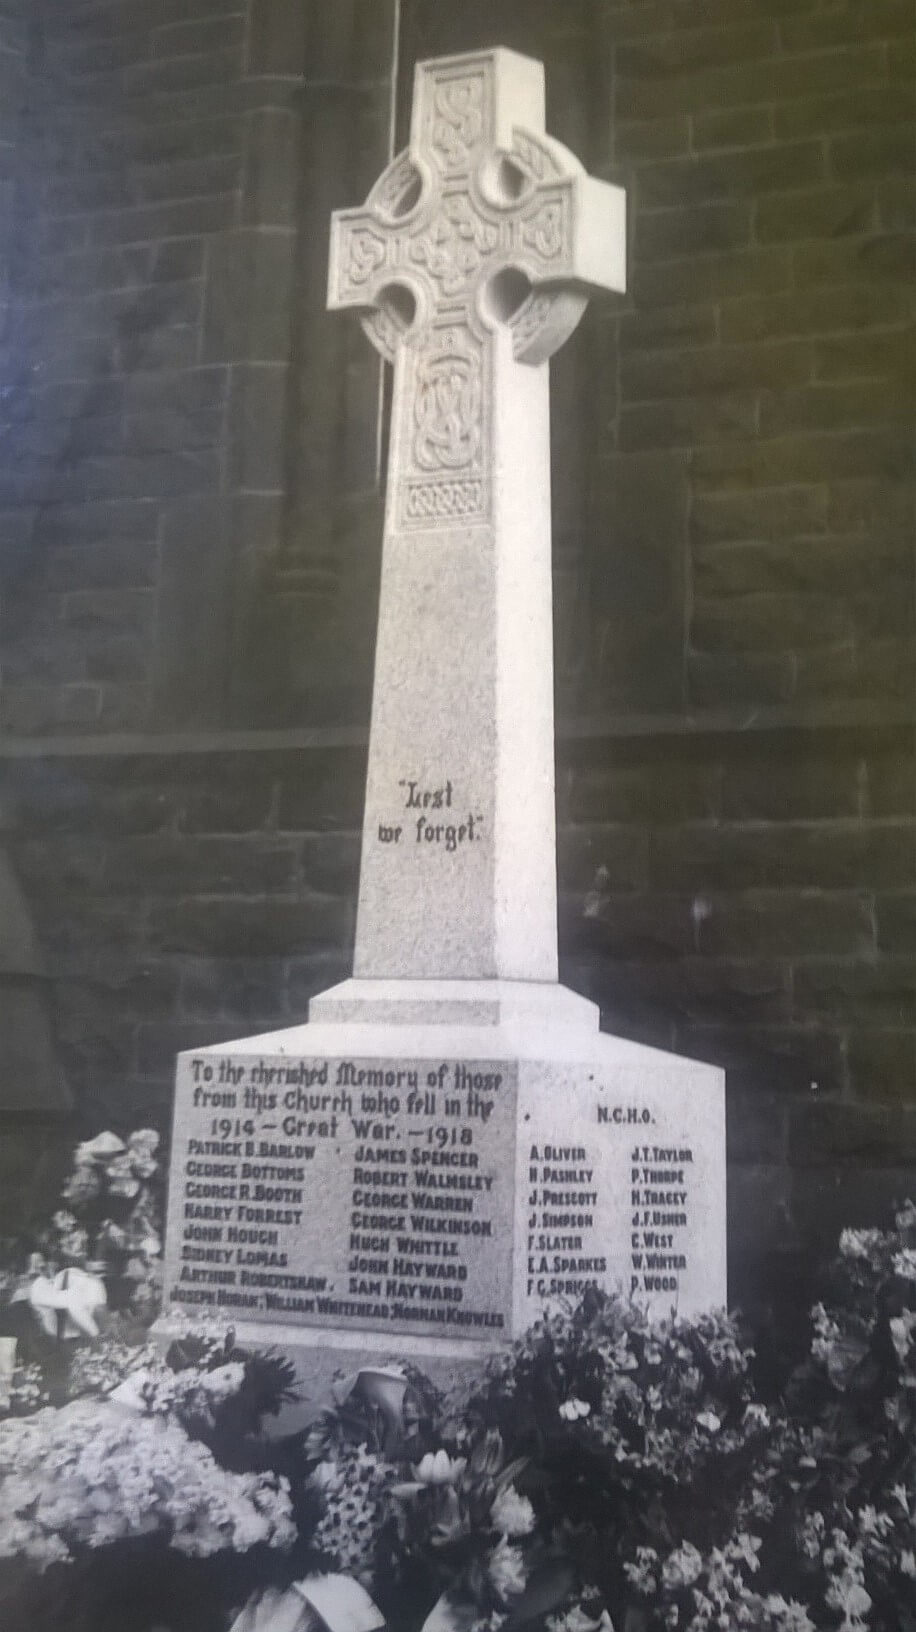 "Lest
we forget."
To the cherished Memory of those
from this Church who fell in the
1914 – Great War. – 1918
PATRICK B. BARLOW
GEORGE BOTTOMS
GEORGE R. BOOTH
HARRY FORREST
JOHN HOUGH
SIDNEY LOMAS
ARTHUR ROBERTSHAW.
JAMES SPENCER
ROBERT WALMSLEY
GEORGE WARREN
GEORGE WILKINSON
HUGH WHITTLE
JOHN HAYWARD
SAM HAYWARD
JOSEPH HORAN, WILLIAM WHITEHEAD, NORMAN KNOWLES
N.C.H.O.
A. OLIVER
H. PASHLEY
J. PRESCOTT
J. SIMPSON
F. SLATER
E.A. SPARKES
F.G. SPRIGGS
J.T. TAYLOR
P. THORPE
H. TRACEY
J.F. USHER
C. WEST
W. WINTER
P. WOOD